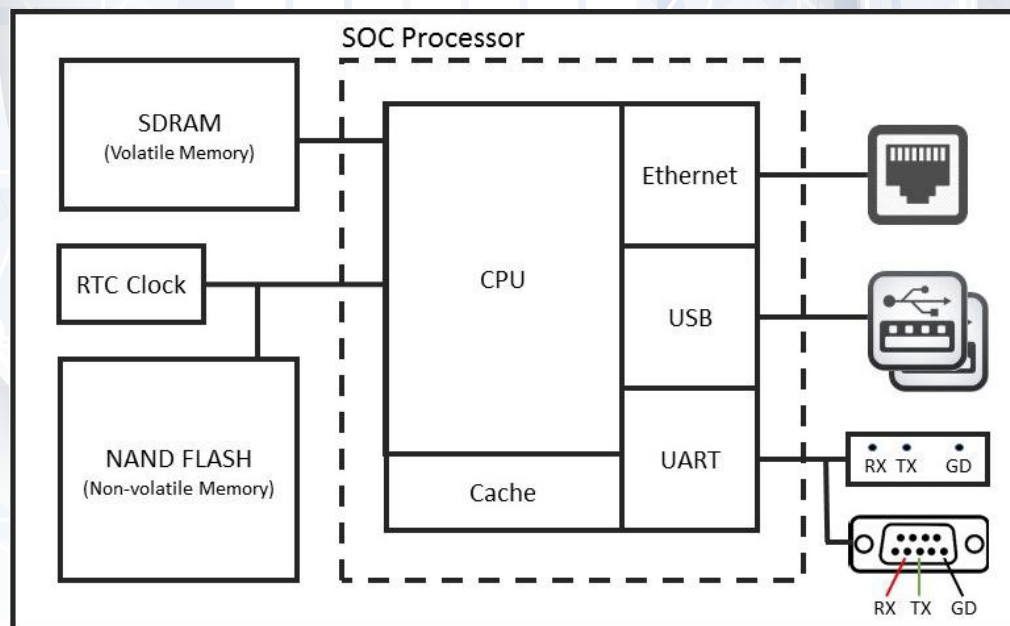 SOC Processor
SDRAM
(Volatile Memory)
RTC Clock
NAND FLASH
(Non-volatile Memory)
CPU
Cache
Ethernet
USB
UART
RX TX GD
RX TX GD